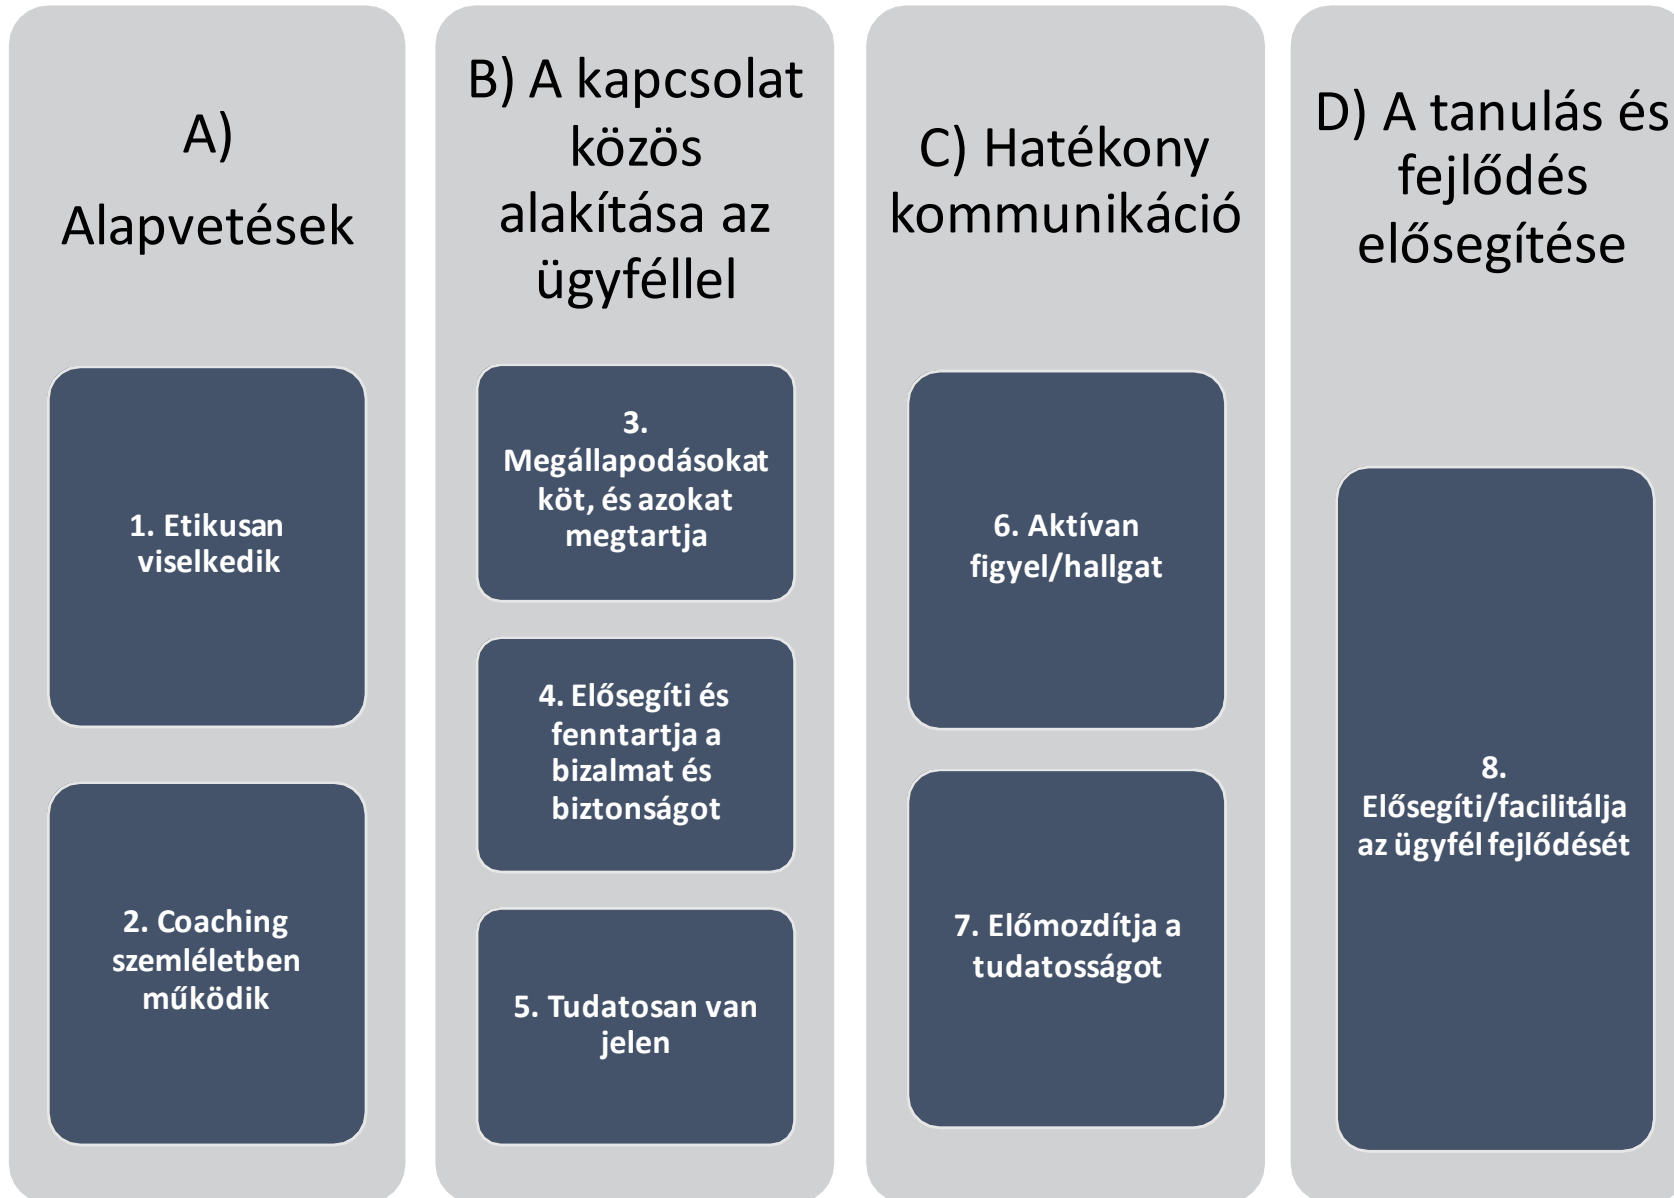 A)
Alapvetések
1. Etikusan
viselkedik
2. Coaching
szemléletben
működik
B) A kapcsolat
közös
alakítása az
ügyféllel
3.
Megállapodásokat
köt, és azokat
megtartja
4. Elősegíti és
fenntartja a
bizalmat és
biztonságot
5. Tudatosan van
jelen
C) Hatékony
kommunikáció
6. Aktívan
figyel/hallgat
7. Előmozdítja a
tudatosságot
D) A tanulás és
fejlődés
elősegítése
8.
Elősegíti/facilitálja
az ügyfél fejlődését